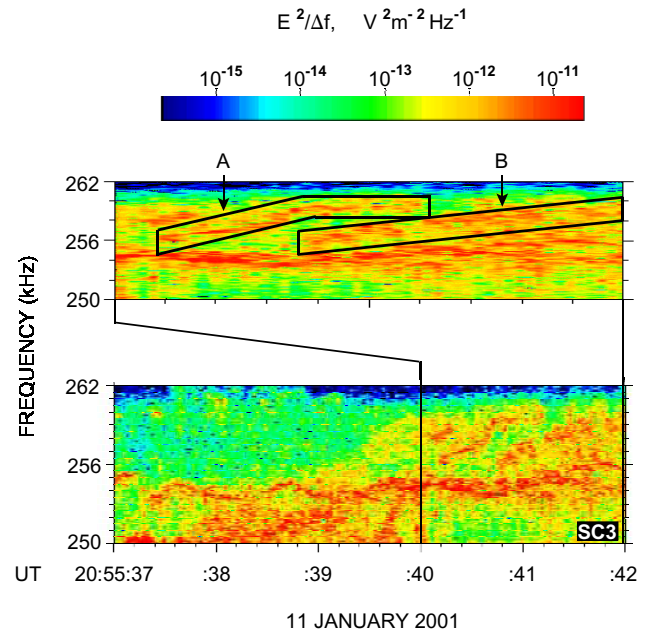 E ²/Δf, V ²m⁻² Hz⁻¹
10⁻¹⁵ 10⁻¹⁴ 10⁻¹³ 10⁻¹² 10⁻¹¹
A B
262
256
250
FREQUENCY (kHz)
262
256
250
SC3
UT 20:55:37 :38 :39 :40 :41 :42
11 JANUARY 2001